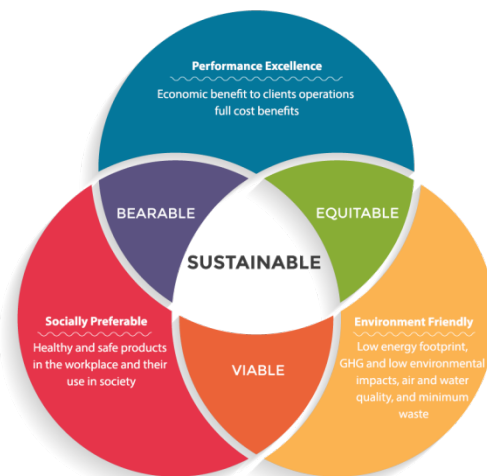 Performance Excellence
Economic benefit to clients operations
full cost benefits
BEARABLE
EQUITABLE
SUSTAINABLE
Socially Preferable
Healthy and safe products
in the workplace and their
use in society
Environment Friendly
Low energy footprint,
GHG and low environmental
impacts, air and water
quality, and minimum
waste
VIABLE